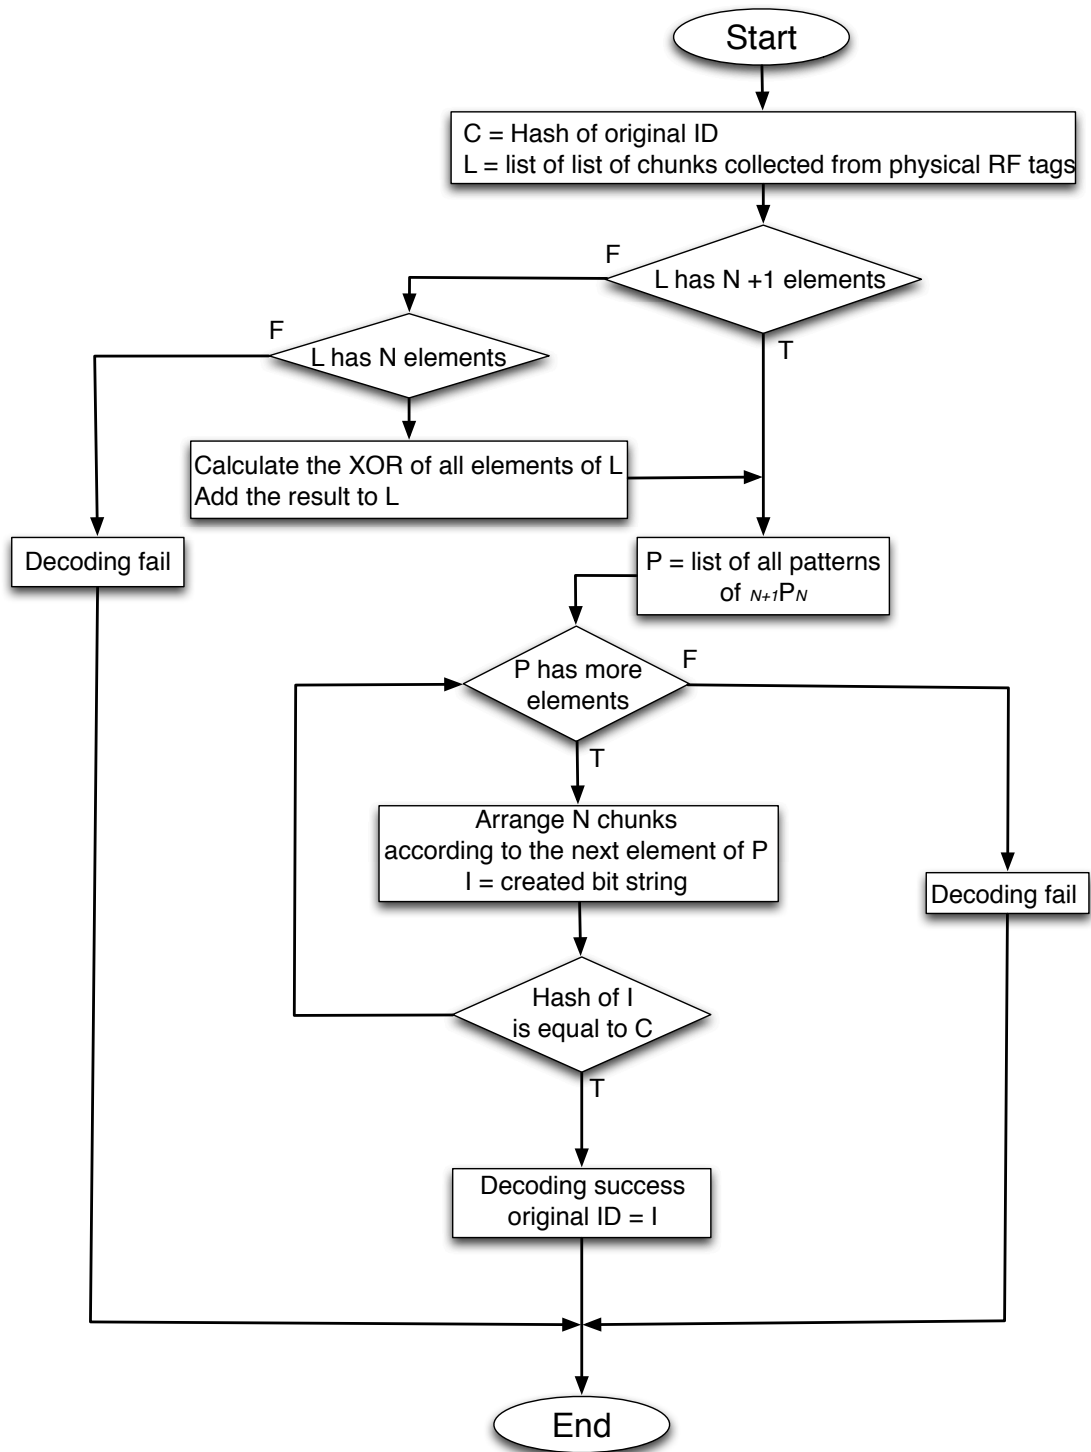 Start
C = Hash of original ID
L = list of list of chunks collected from physical RF tags
F
L has N +1 elements
F
T
L has N elements
Calculate the XOR of all elements of L
Add the result to L
Decoding fail
P = list of all patterns
of N+1PN
P has more
elements
F
T
Arrange N chunks
according to the next element of P
I = created bit string
Decoding fail
Hash of I
is equal to C
T
Decoding success
original ID = I
End